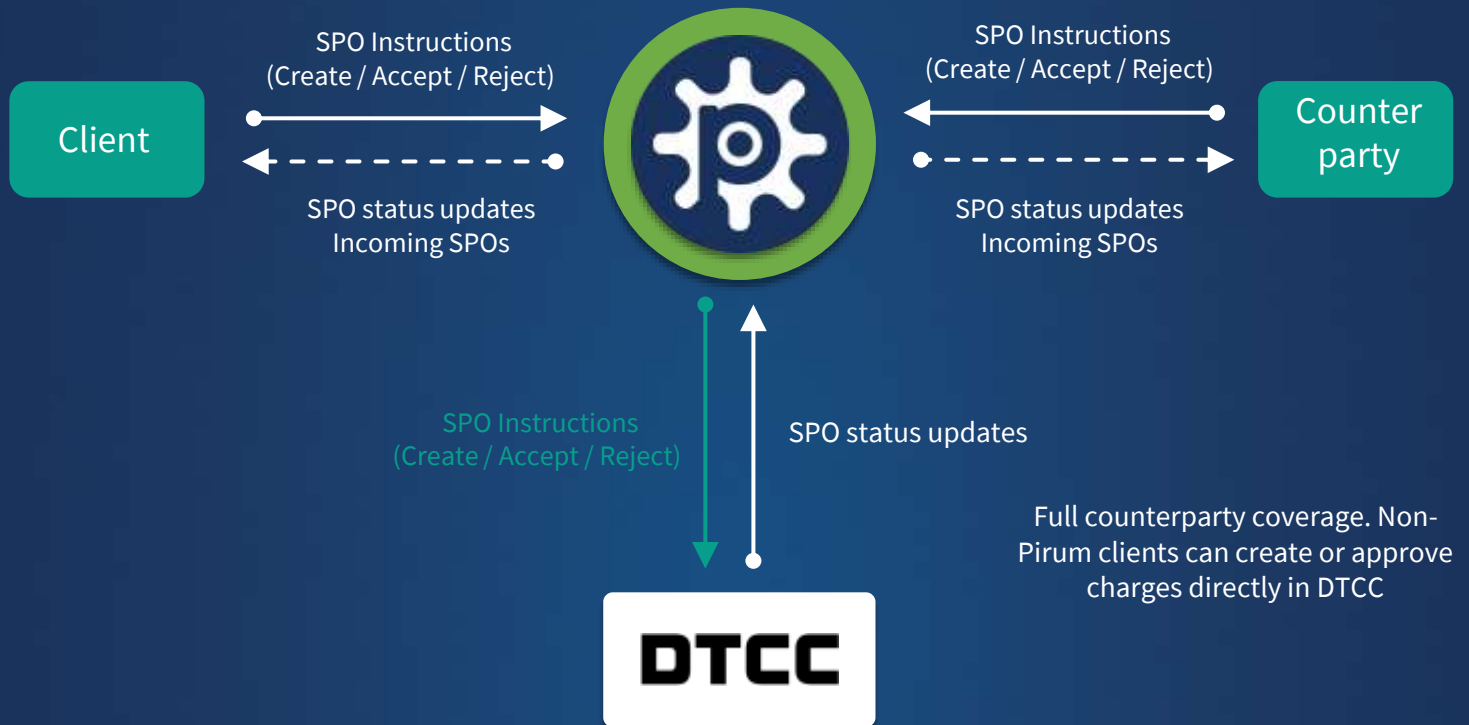 SPO Instructions
(Create / Accept / Reject)
Client
SPO status updates
Incoming SPOs
SPO Instructions
(Create / Accept / Reject)
Counter
party
SPO status updates
Incoming SPOs
SPO Instructions
(Create / Accept / Reject)
SPO status updates
Full counterparty coverage. Non-
Pirum clients can create or approve
charges directly in DTCC
DTCC